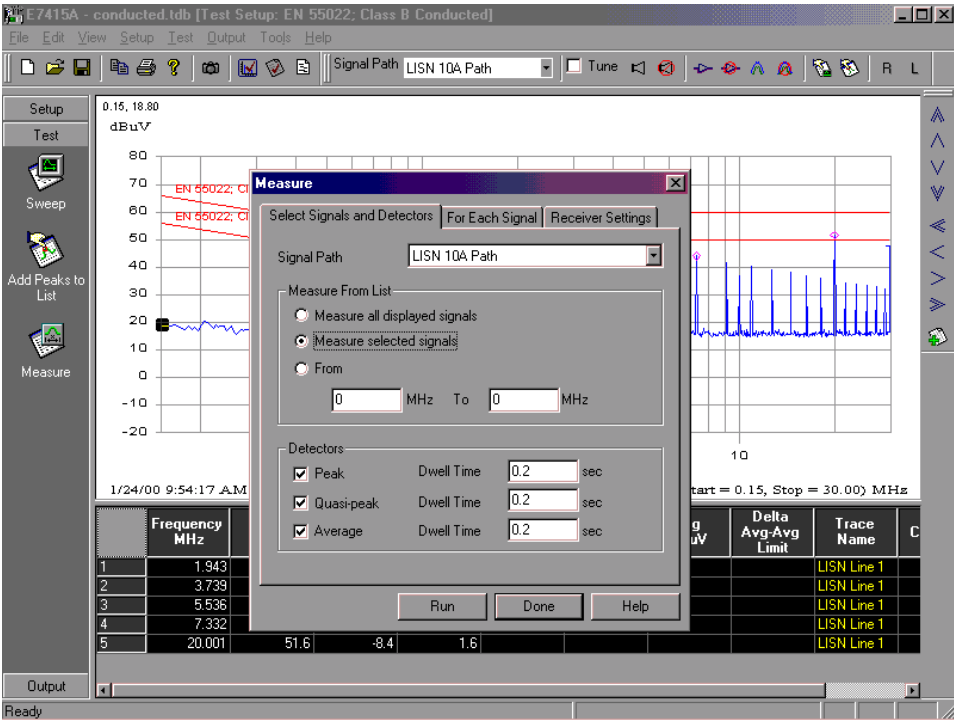 E7415A - conducted.tdb [Test Setup: EN 55022; Class B Conducted]
File Edit View Setup Test Output Tools Help
Signal Path LISN 10A Path Tune R L
Setup
Test
Sweep
Add Peaks to
List
Measure
Output
0.15, 18.80
dBuV
80
70
60
50
40
30
20
10
0
-10
-20
EN 55022; Cl
EN 55022; Cl
10
1/24/00 9:54:17 AM
tart = 0.15, Stop = 30.00) MHz
Measure
Select Signals and Detectors For Each Signal Receiver Settings
Signal Path LISN 10A Path
Measure From List
Measure all displayed signals
Measure selected signals
From
0 MHz To 0 MHz
Detectors
Peak Dwell Time 0.2 sec
Quasi-peak Dwell Time 0.2 sec
Average Dwell Time 0.2 sec
Run Done Help
Frequency
MHz
Delta
Avg-Avg
Limit
Trace
Name
C
1 1.943 LISN Line 1
2 3.739 LISN Line 1
3 5.536 LISN Line 1
4 7.332 LISN Line 1
5 20.001 51.6 -8.4 1.6 LISN Line 1
Ready